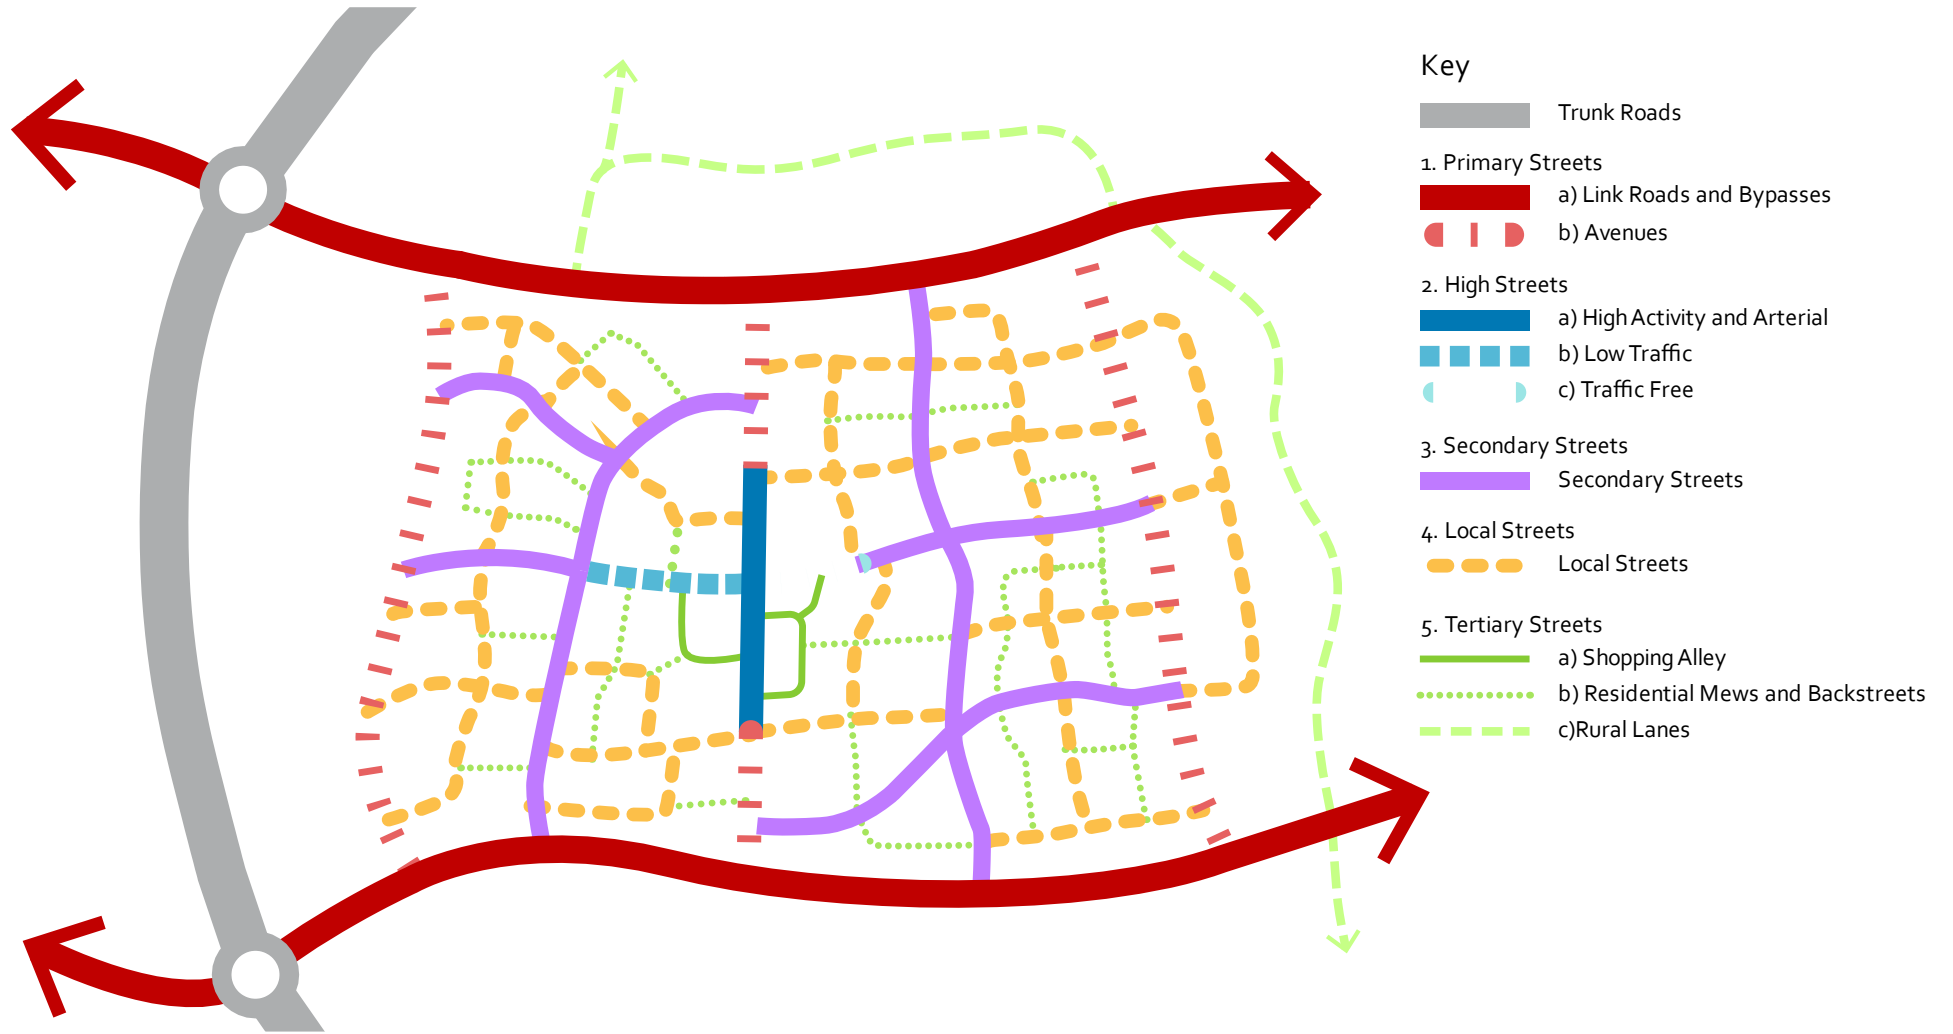 Key
Trunk Roads
1. Primary Streets
a) Link Roads and Bypasses
b) Avenues
2. High Streets
a) High Activity and Arterial
b) Low Traffic
c) Traffic Free
3. Secondary Streets
Secondary Streets
4. Local Streets
Local Streets
5. Tertiary Streets
a) Shopping Alley
b) Residential Mews and Backstreets
c)Rural Lanes